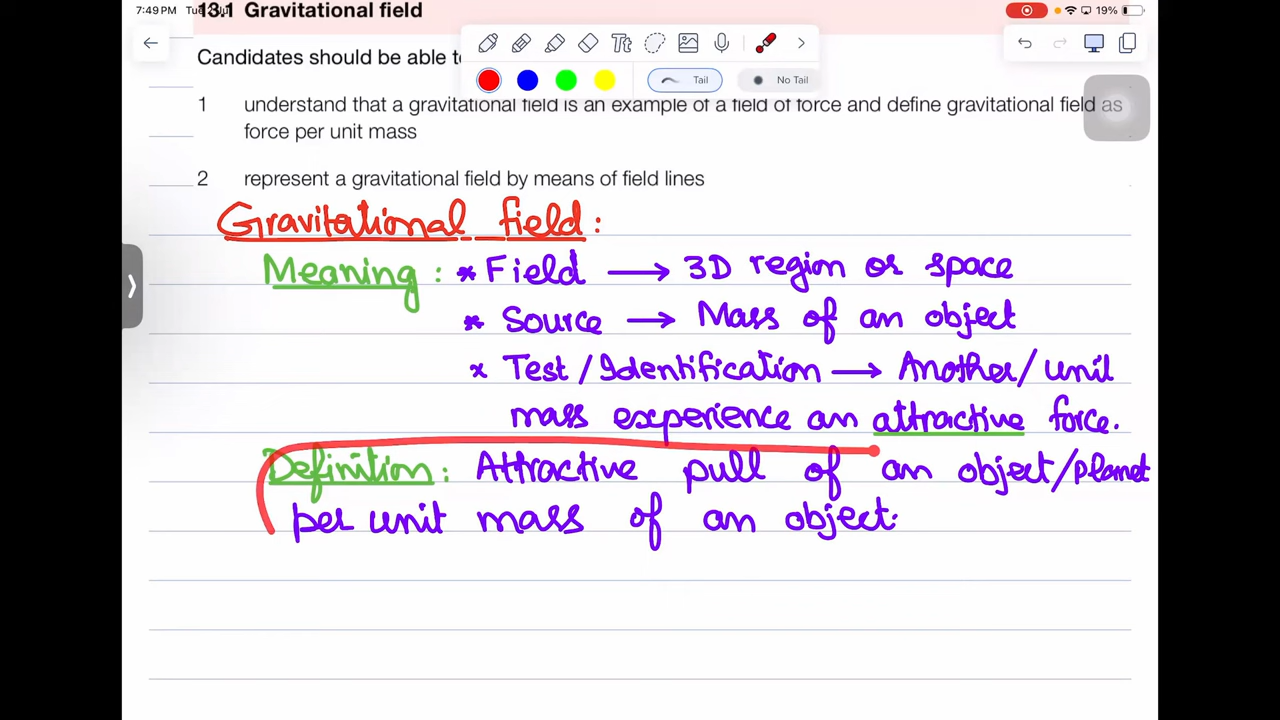 7:49 PM Tue 19%
13.1 Gravitational field
Candidates should be able to
Tt
Tail No Tail
1 understand that a gravitational field is an example of a field of force and define gravitational field as
force per unit mass
2 represent a gravitational field by means of field lines
Gravitational field:
Meaning: * Field → 3D region or space
* Source → Mass of an object
* Test/Identification → Another/unit
mass experience an attractive force.
Definition: Attractive pull of an object/planet
per unit mass of an object.